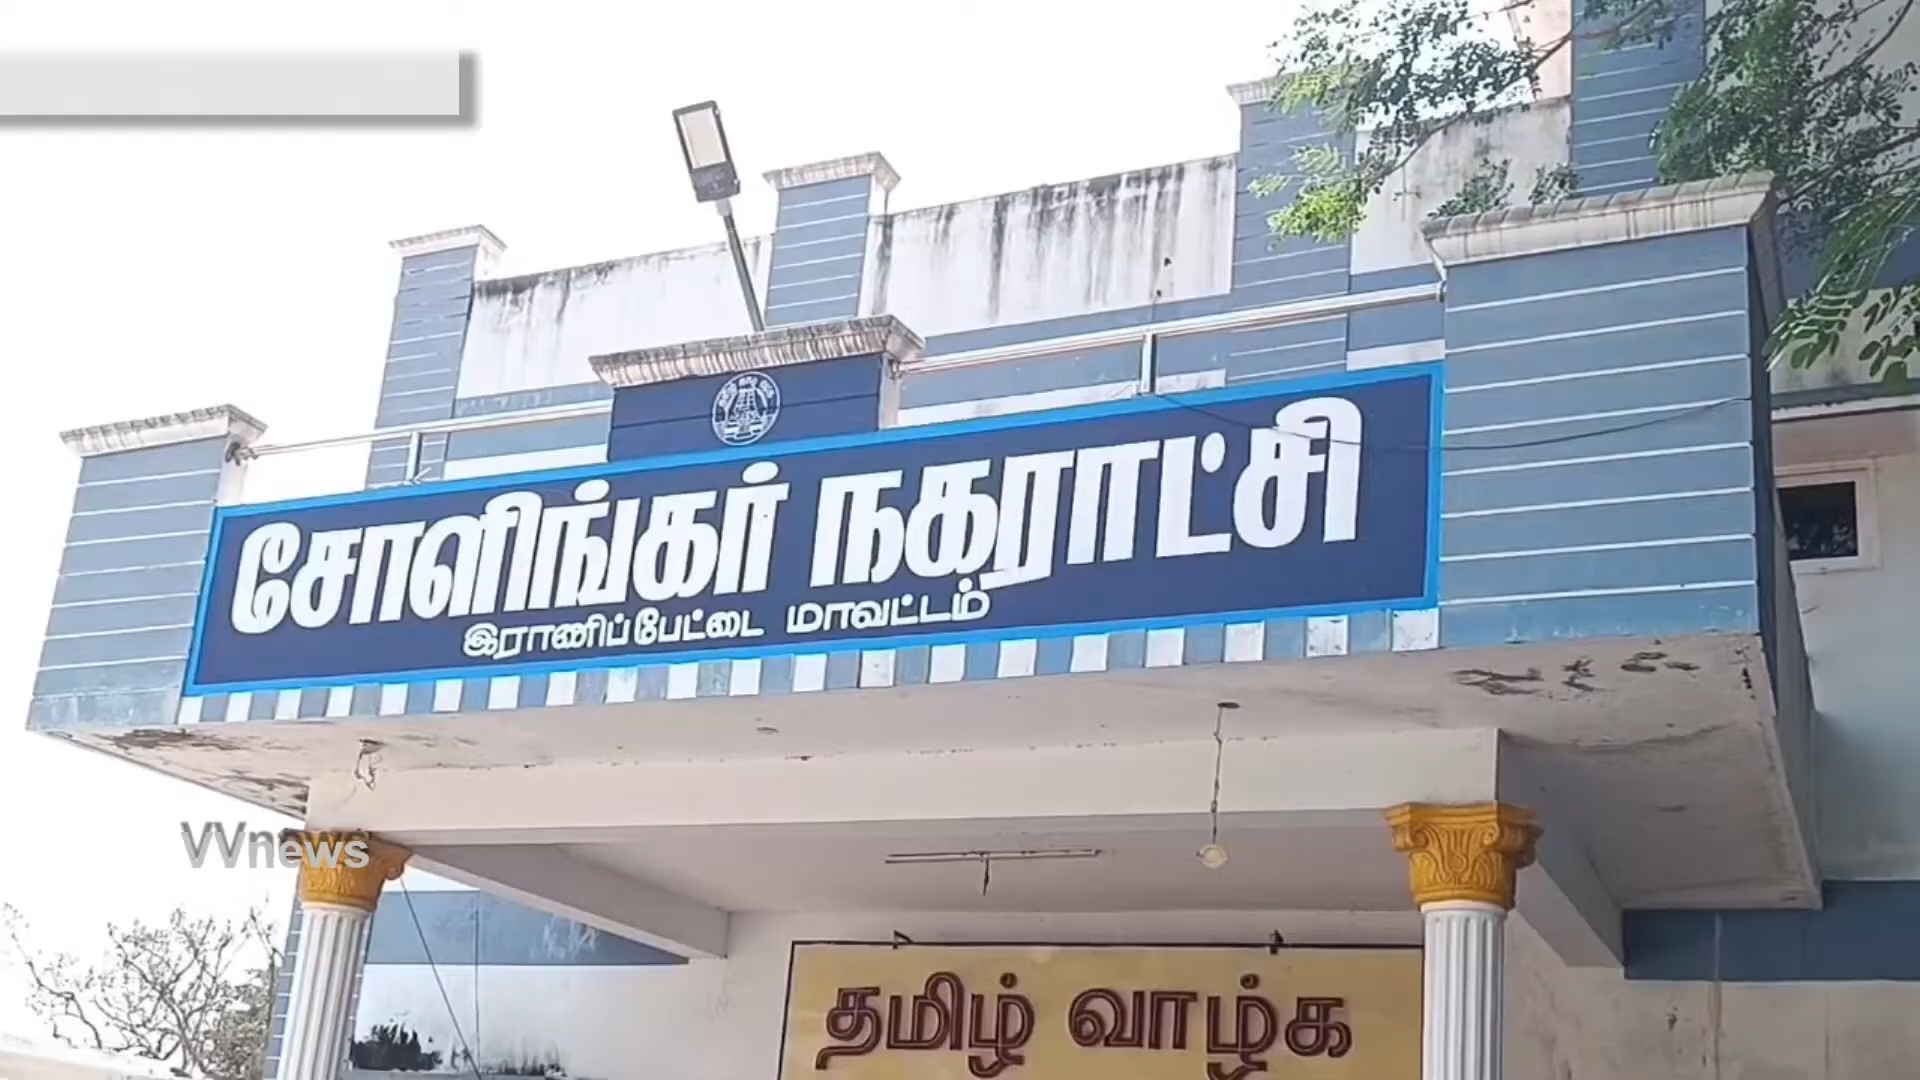 சோளிங்கர் நகராட்சி
இராணிப்பேட்டை மாவட்டம்
VVnews
தமிழ் வாழ்க